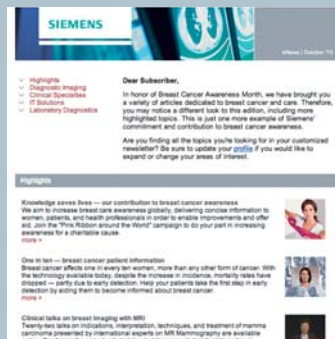 SIEMENS
eNews | October
Highlights
Diagnostic Imaging
Clinical Specialties
IT Solutions
Laboratory Diagnostics
Dear Subscriber,
In honor of Breast Cancer Awareness Month, we have brought you
a variety of articles dedicated to breast cancer and care. Therefore,
you may notice a different look to this edition, including more
highlighted topics. This is just one more example of Siemens'
commitment and contribution to breast cancer awareness.
Are you finding all the topics you're looking for in your customized
newsletter? Be sure to update your profile if you would like to
expand or change your areas of interest.
Highlights
Knowledge saves lives — our contribution to breast cancer awareness
We aim to increase breast care awareness globally, delivering concise information to
women, patients, and health professionals in order to enable improvements and offer
aid. Join the "Pink Ribbon around the World" campaign to do your part in increasing
awareness for a charitable cause.
more >
One in ten — breast cancer patient information
Breast cancer affects one in every ten women, more than any other form of cancer. With
the technology available today, despite the increase in incidence, mortality rates have
dropped — partly due to early detection. Help your patients take the first step in early
detection by aiding them to become informed about breast cancer.
more >
Clinical talks on breast imaging with MRI
Twenty-two talks on indications, interpretation, techniques, and treatment of mamma
carcinoma presented by international experts on MR Mammography are available